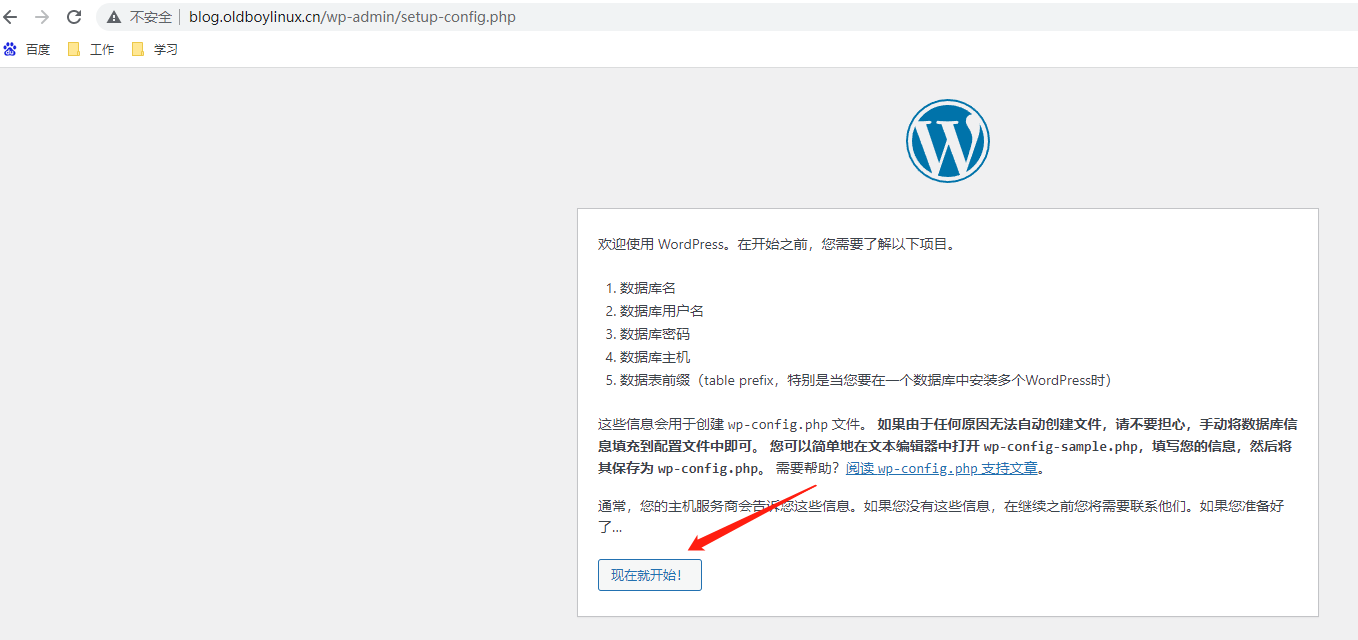 不安全 blog.oldboylinux.cn/wp-admin/setup-config.php
百度 工作 学习
欢迎使用 WordPress。在开始之前，您需要了解以下项目。
1. 数据库名
2. 数据库用户名
3. 数据库密码
4. 数据库主机
5. 数据表前缀（table prefix，特别是当您要在一个数据库中安装多个WordPress时）
这些信息会用于创建 wp-config.php 文件。 如果由于任何原因无法自动创建文件，请不要担心，手动将数据库信
息填充到配置文件中即可。 您可以简单地在文本编辑器中打开 wp-config-sample.php，填写您的信息，然后将
其保存为 wp-config.php。 需要帮助？阅读 wp-config.php 支持文章。
通常，您的主机服务商会告诉您这些信息。如果您没有这些信息，在继续之前您将需要联系他们。如果您准备好
了...
现在就开始！